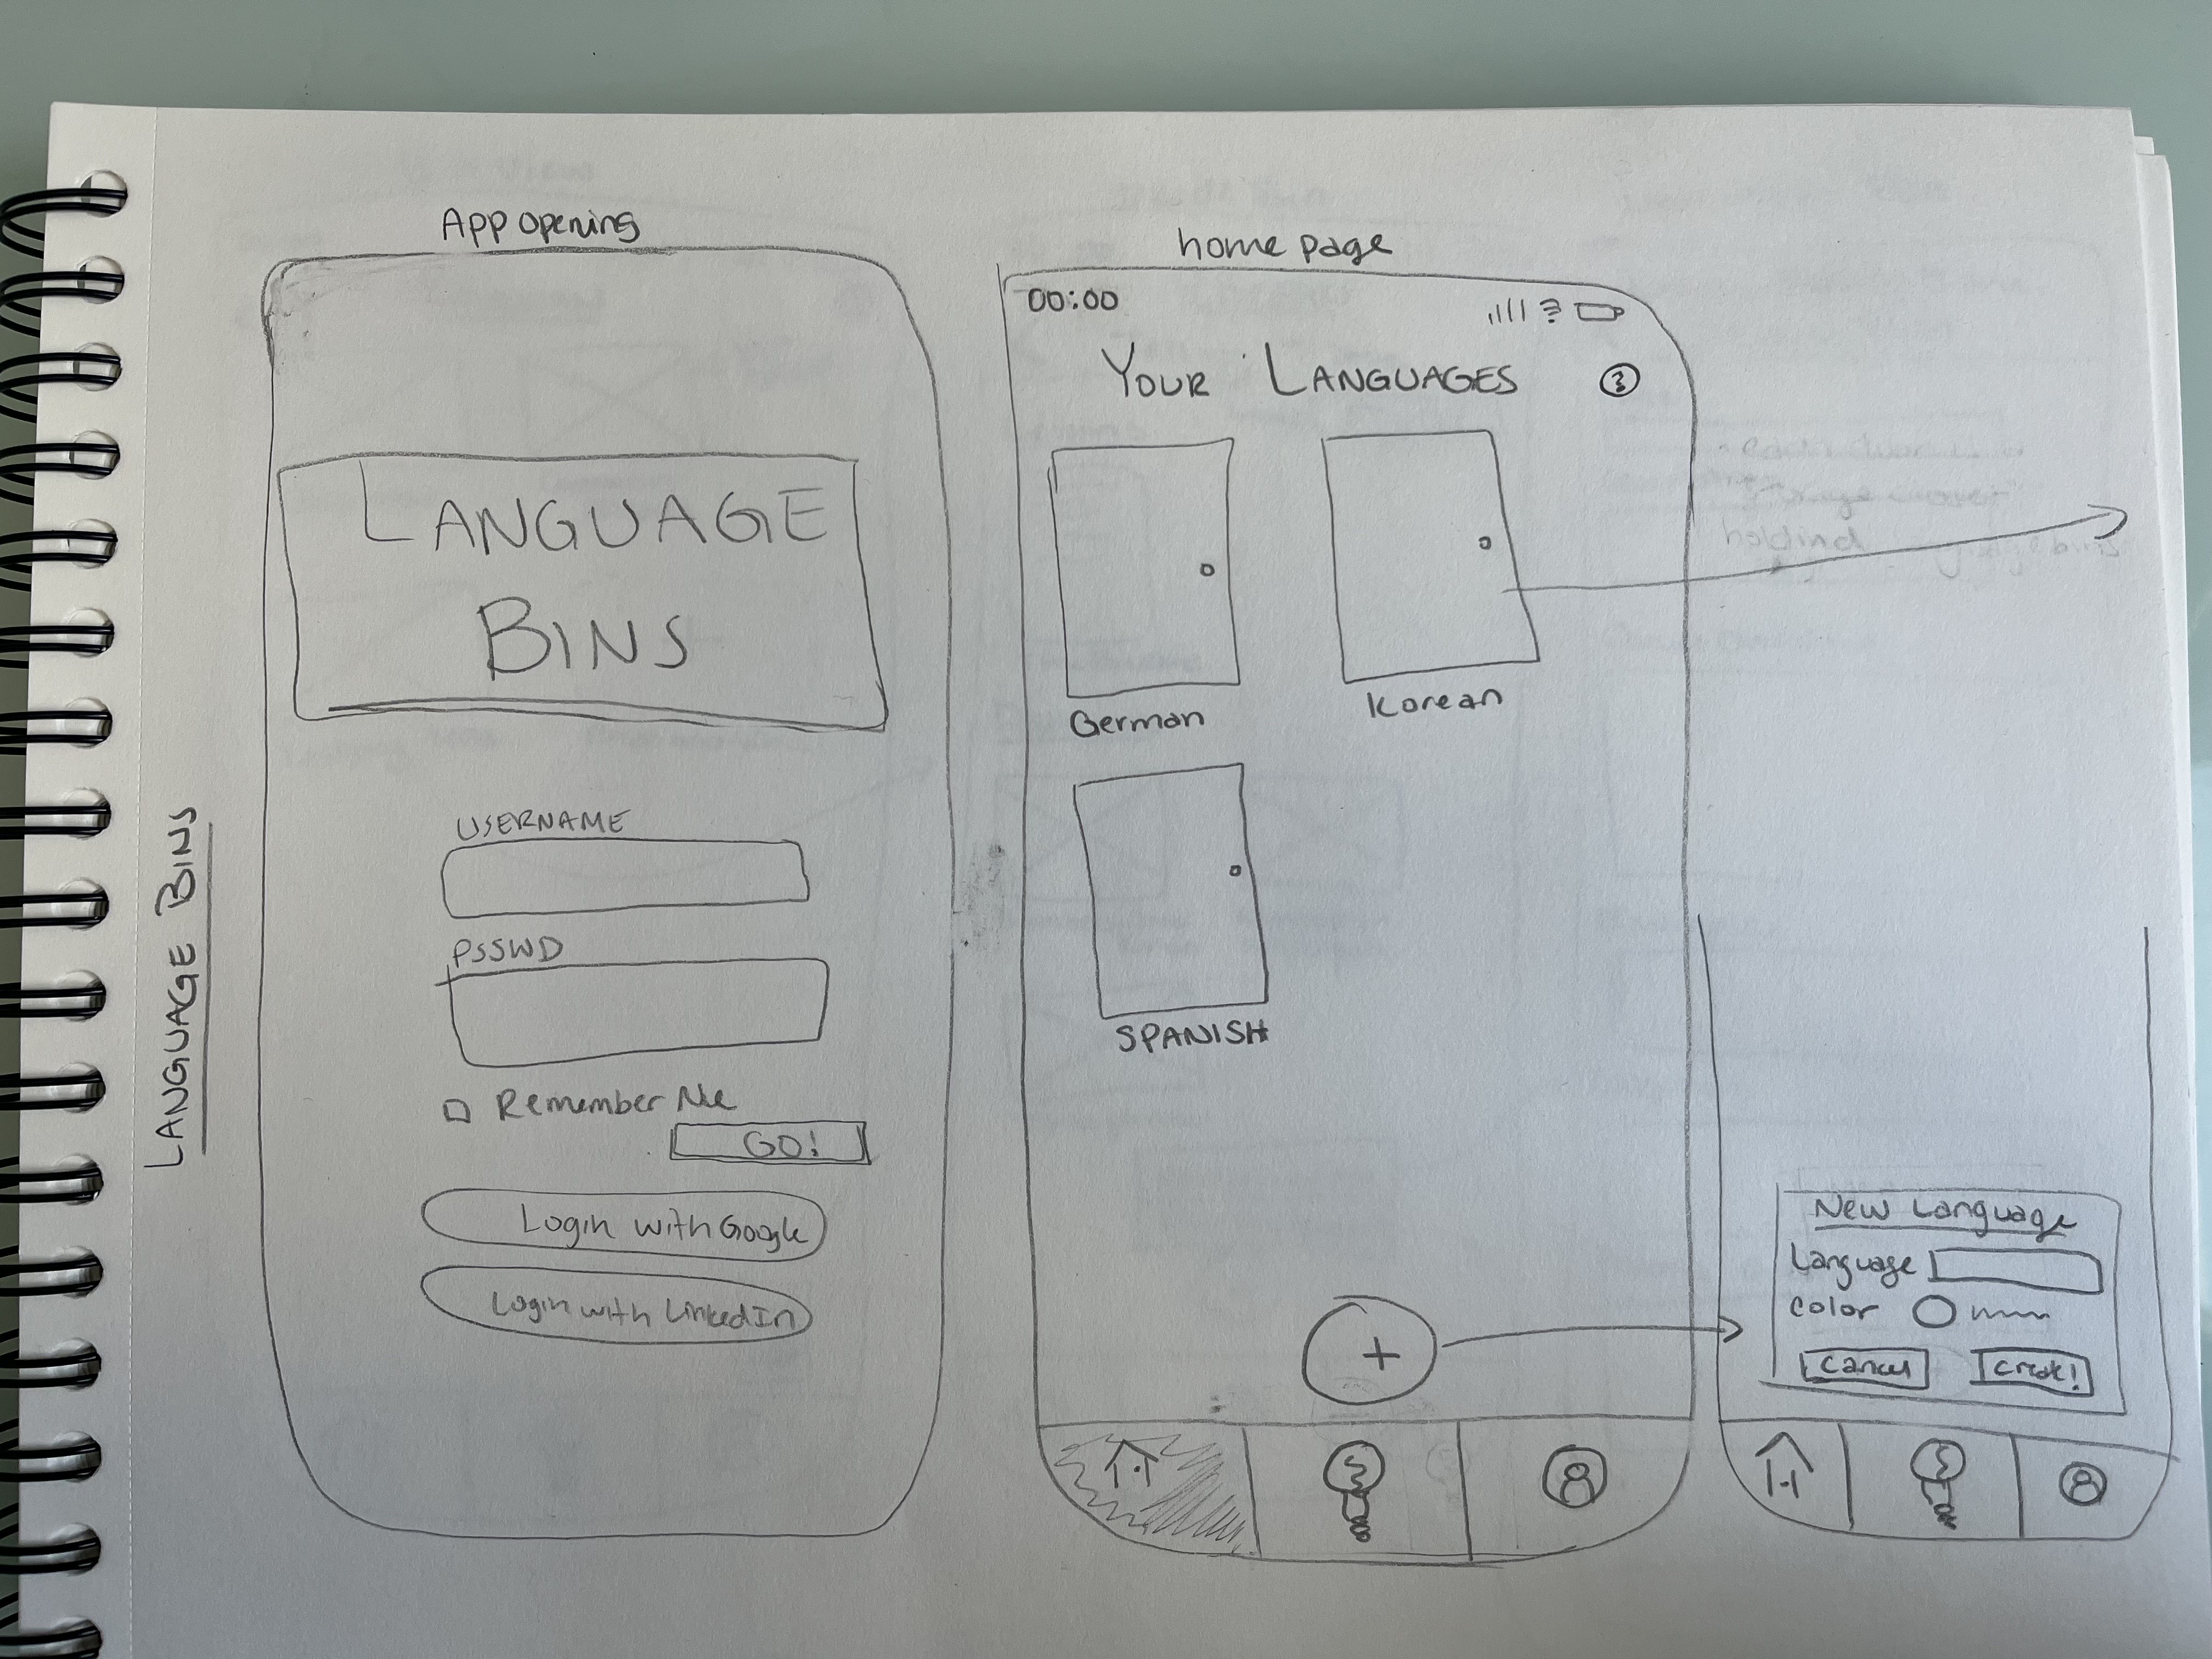 LANGUAGE BINS
App opening
LANGUAGE
BINS
USERNAME
PSSWD
Remember Me
GO!
Login with Google
Login with LinkedIn
home page
00:00
YOUR LANGUAGES
German
Korean
SPANISH
+
New Language
Language
color
Cancel
Create!